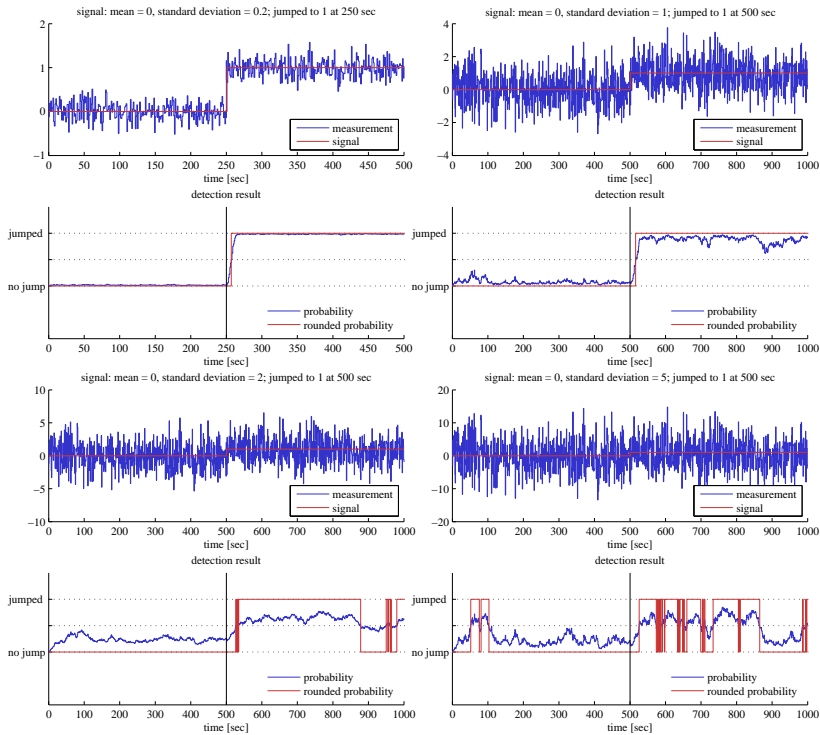 signal: mean = 0, standard deviation = 0.2; jumped to 1 at 250 sec
2
1
0
−1
0 50 100 150 200 250 300 350 400 450 500
time [sec]
measurement
signal
detection result
jumped
no jump
probability
rounded probability
0 50 100 150 200 250 300 350 400 450 500
time [sec]
signal: mean = 0, standard deviation = 1; jumped to 1 at 500 sec
4
2
0
−2
−4
0 100 200 300 400 500 600 700 800 900 1000
time [sec]
measurement
signal
detection result
jumped
no jump
probability
rounded probability
0 100 200 300 400 500 600 700 800 900 1000
time [sec]
signal: mean = 0, standard deviation = 2; jumped to 1 at 500 sec
10
5
0
−5
−10
0 100 200 300 400 500 600 700 800 900 1000
time [sec]
measurement
signal
detection result
jumped
no jump
probability
rounded probability
0 100 200 300 400 500 600 700 800 900 1000
time [sec]
signal: mean = 0, standard deviation = 5; jumped to 1 at 500 sec
20
10
0
−10
−20
0 100 200 300 400 500 600 700 800 900 1000
time [sec]
measurement
signal
detection result
jumped
no jump
probability
rounded probability
0 100 200 300 400 500 600 700 800 900 1000
time [sec]